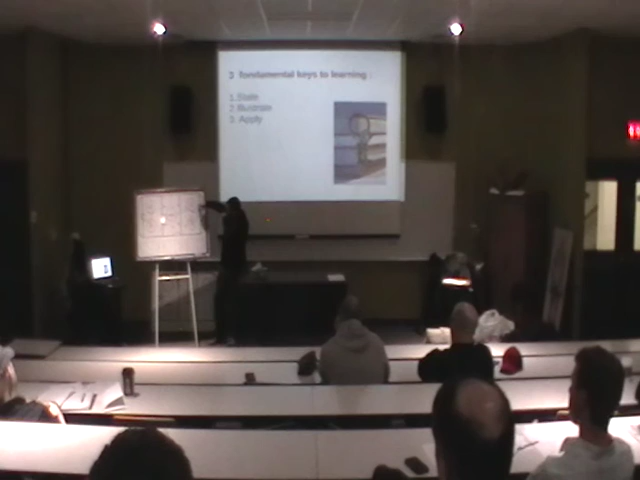 3 fondamental keys to learning :
1.State
2. Illustrate
3. Apply